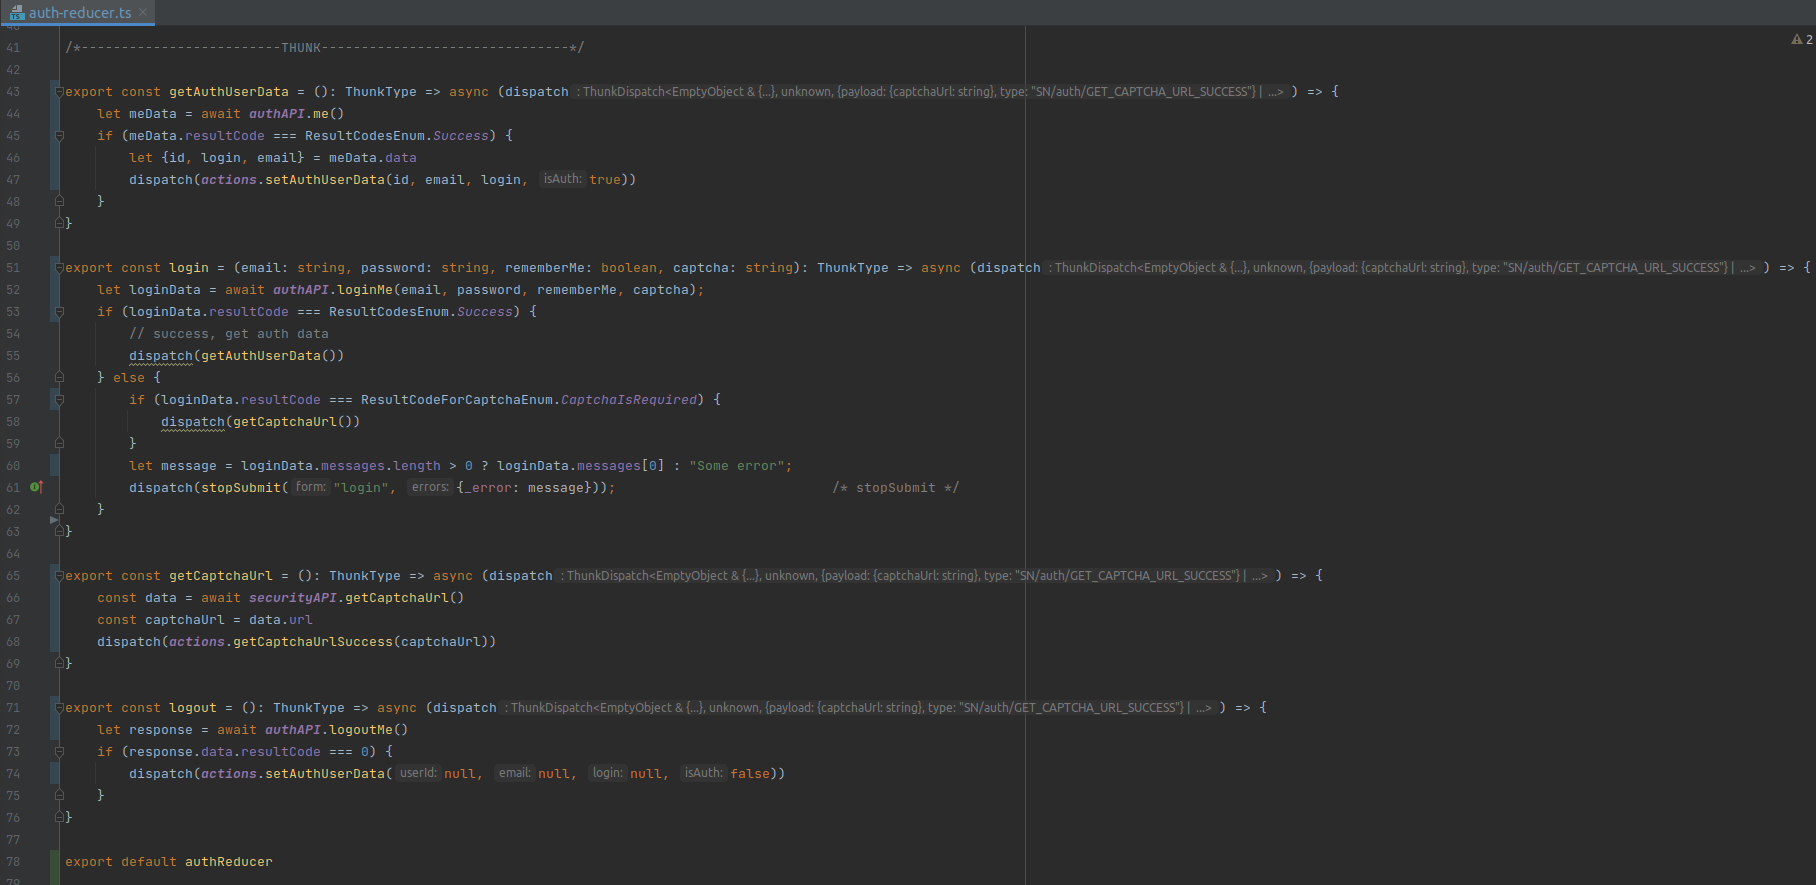 auth-reducer.ts
2
40
41 /*-------------------------THUNK-------------------------------*/
42
43 export const getAuthUserData = (): ThunkType => async (dispatch : ThunkDispatch<EmptyObject & {...}, unknown, {payload: {captchaUrl: string}, type: "SN/auth/GET_CAPTCHA_URL_SUCCESS"} | ...> ) => {
44 let meData = await authAPI.me()
45 if (meData.resultCode === ResultCodesEnum.Success) {
46 let {id, login, email} = meData.data
47 dispatch(actions.setAuthUserData(id, email, login, isAuth: true))
48 }
49 }
50
51 export const login = (email: string, password: string, rememberMe: boolean, captcha: string): ThunkType => async (dispatch : ThunkDispatch<EmptyObject & {...}, unknown, {payload: {captchaUrl: string}, type: "SN/auth/GET_CAPTCHA_URL_SUCCESS"} | ...> ) => {
52 let loginData = await authAPI.loginMe(email, password, rememberMe, captcha);
53 if (loginData.resultCode === ResultCodesEnum.Success) {
54 // success, get auth data
55 dispatch(getAuthUserData())
56 } else {
57 if (loginData.resultCode === ResultCodeForCaptchaEnum.CaptchaIsRequired) {
58 dispatch(getCaptchaUrl())
59 }
60 let message = loginData.messages.length > 0 ? loginData.messages[0] : "Some error";
61 dispatch(stopSubmit( form: "login", errors: {_error: message})); /* stopSubmit */
62 }
63 }
64
65 export const getCaptchaUrl = (): ThunkType => async (dispatch : ThunkDispatch<EmptyObject & {...}, unknown, {payload: {captchaUrl: string}, type: "SN/auth/GET_CAPTCHA_URL_SUCCESS"} | ...> ) => {
66 const data = await securityAPI.getCaptchaUrl()
67 const captchaUrl = data.url
68 dispatch(actions.getCaptchaUrlSuccess(captchaUrl))
69 }
70
71 export const logout = (): ThunkType => async (dispatch : ThunkDispatch<EmptyObject & {...}, unknown, {payload: {captchaUrl: string}, type: "SN/auth/GET_CAPTCHA_URL_SUCCESS"} | ...> ) => {
72 let response = await authAPI.logoutMe()
73 if (response.data.resultCode === 0) {
74 dispatch(actions.setAuthUserData( userId: null, email: null, login: null, isAuth: false))
75 }
76 }
77
78 export default authReducer
79